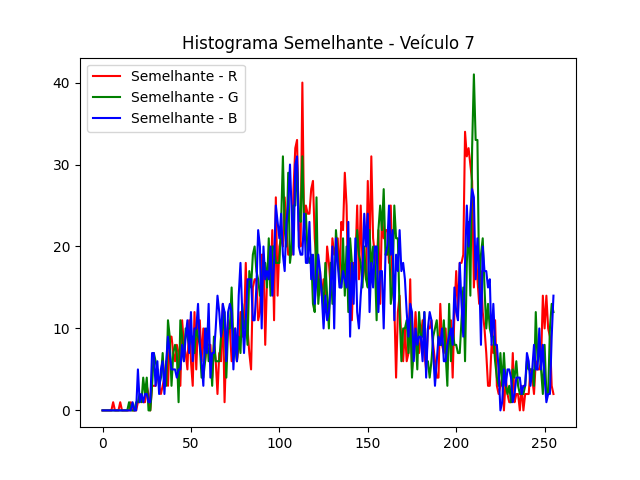 Histograma Semelhante - Veículo 7
Semelhante - R
Semelhante - G
Semelhante - B
40
30
20
10
0
0 50 100 150 200 250